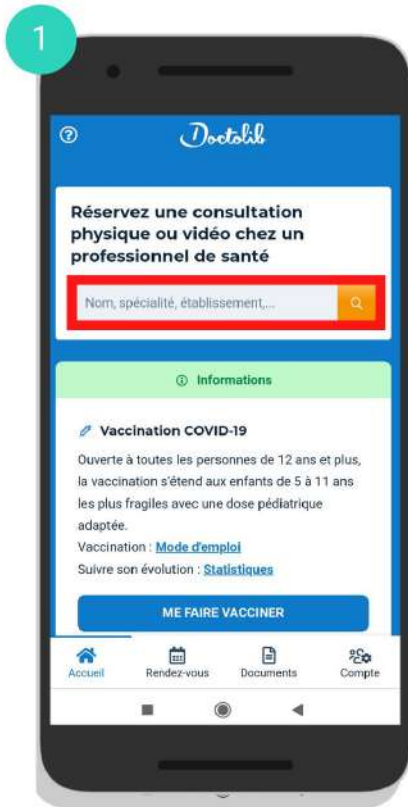 1
Doctolib
Réservez une consultation
physique ou vidéo chez un
professionnel de santé
Nom, spécialité, établissement,...
Informations
Vaccination COVID-19
Ouverte à toutes les personnes de 12 ans et plus,
la vaccination s'étend aux enfants de 5 à 11 ans
les plus fragiles avec une dose pédiatrique
adaptée.
Vaccination : Mode d'emploi
Suivre son évolution : Statistiques
ME FAIRE VACCINER
Accueil Rendez-vous Documents Compte